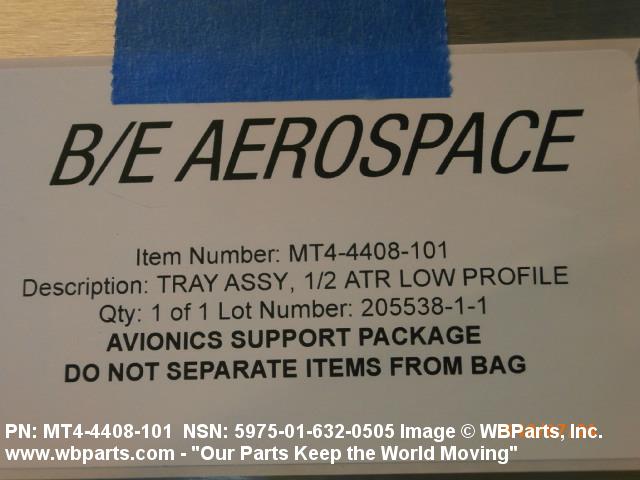 B/E AEROSPACE
Item Number: MT4-4408-101
Description: TRAY ASSY, 1/2 ATR LOW PROFILE
Qty: 1 of 1 Lot Number: 205538-1-1
AVIONICS SUPPORT PACKAGE
DO NOT SEPARATE ITEMS FROM BAG
PN: MT4-4408-101 NSN: 5975-01-632-0505 Image © WBParts, Inc.
www.wbparts.com - "Our Parts Keep the World Moving"